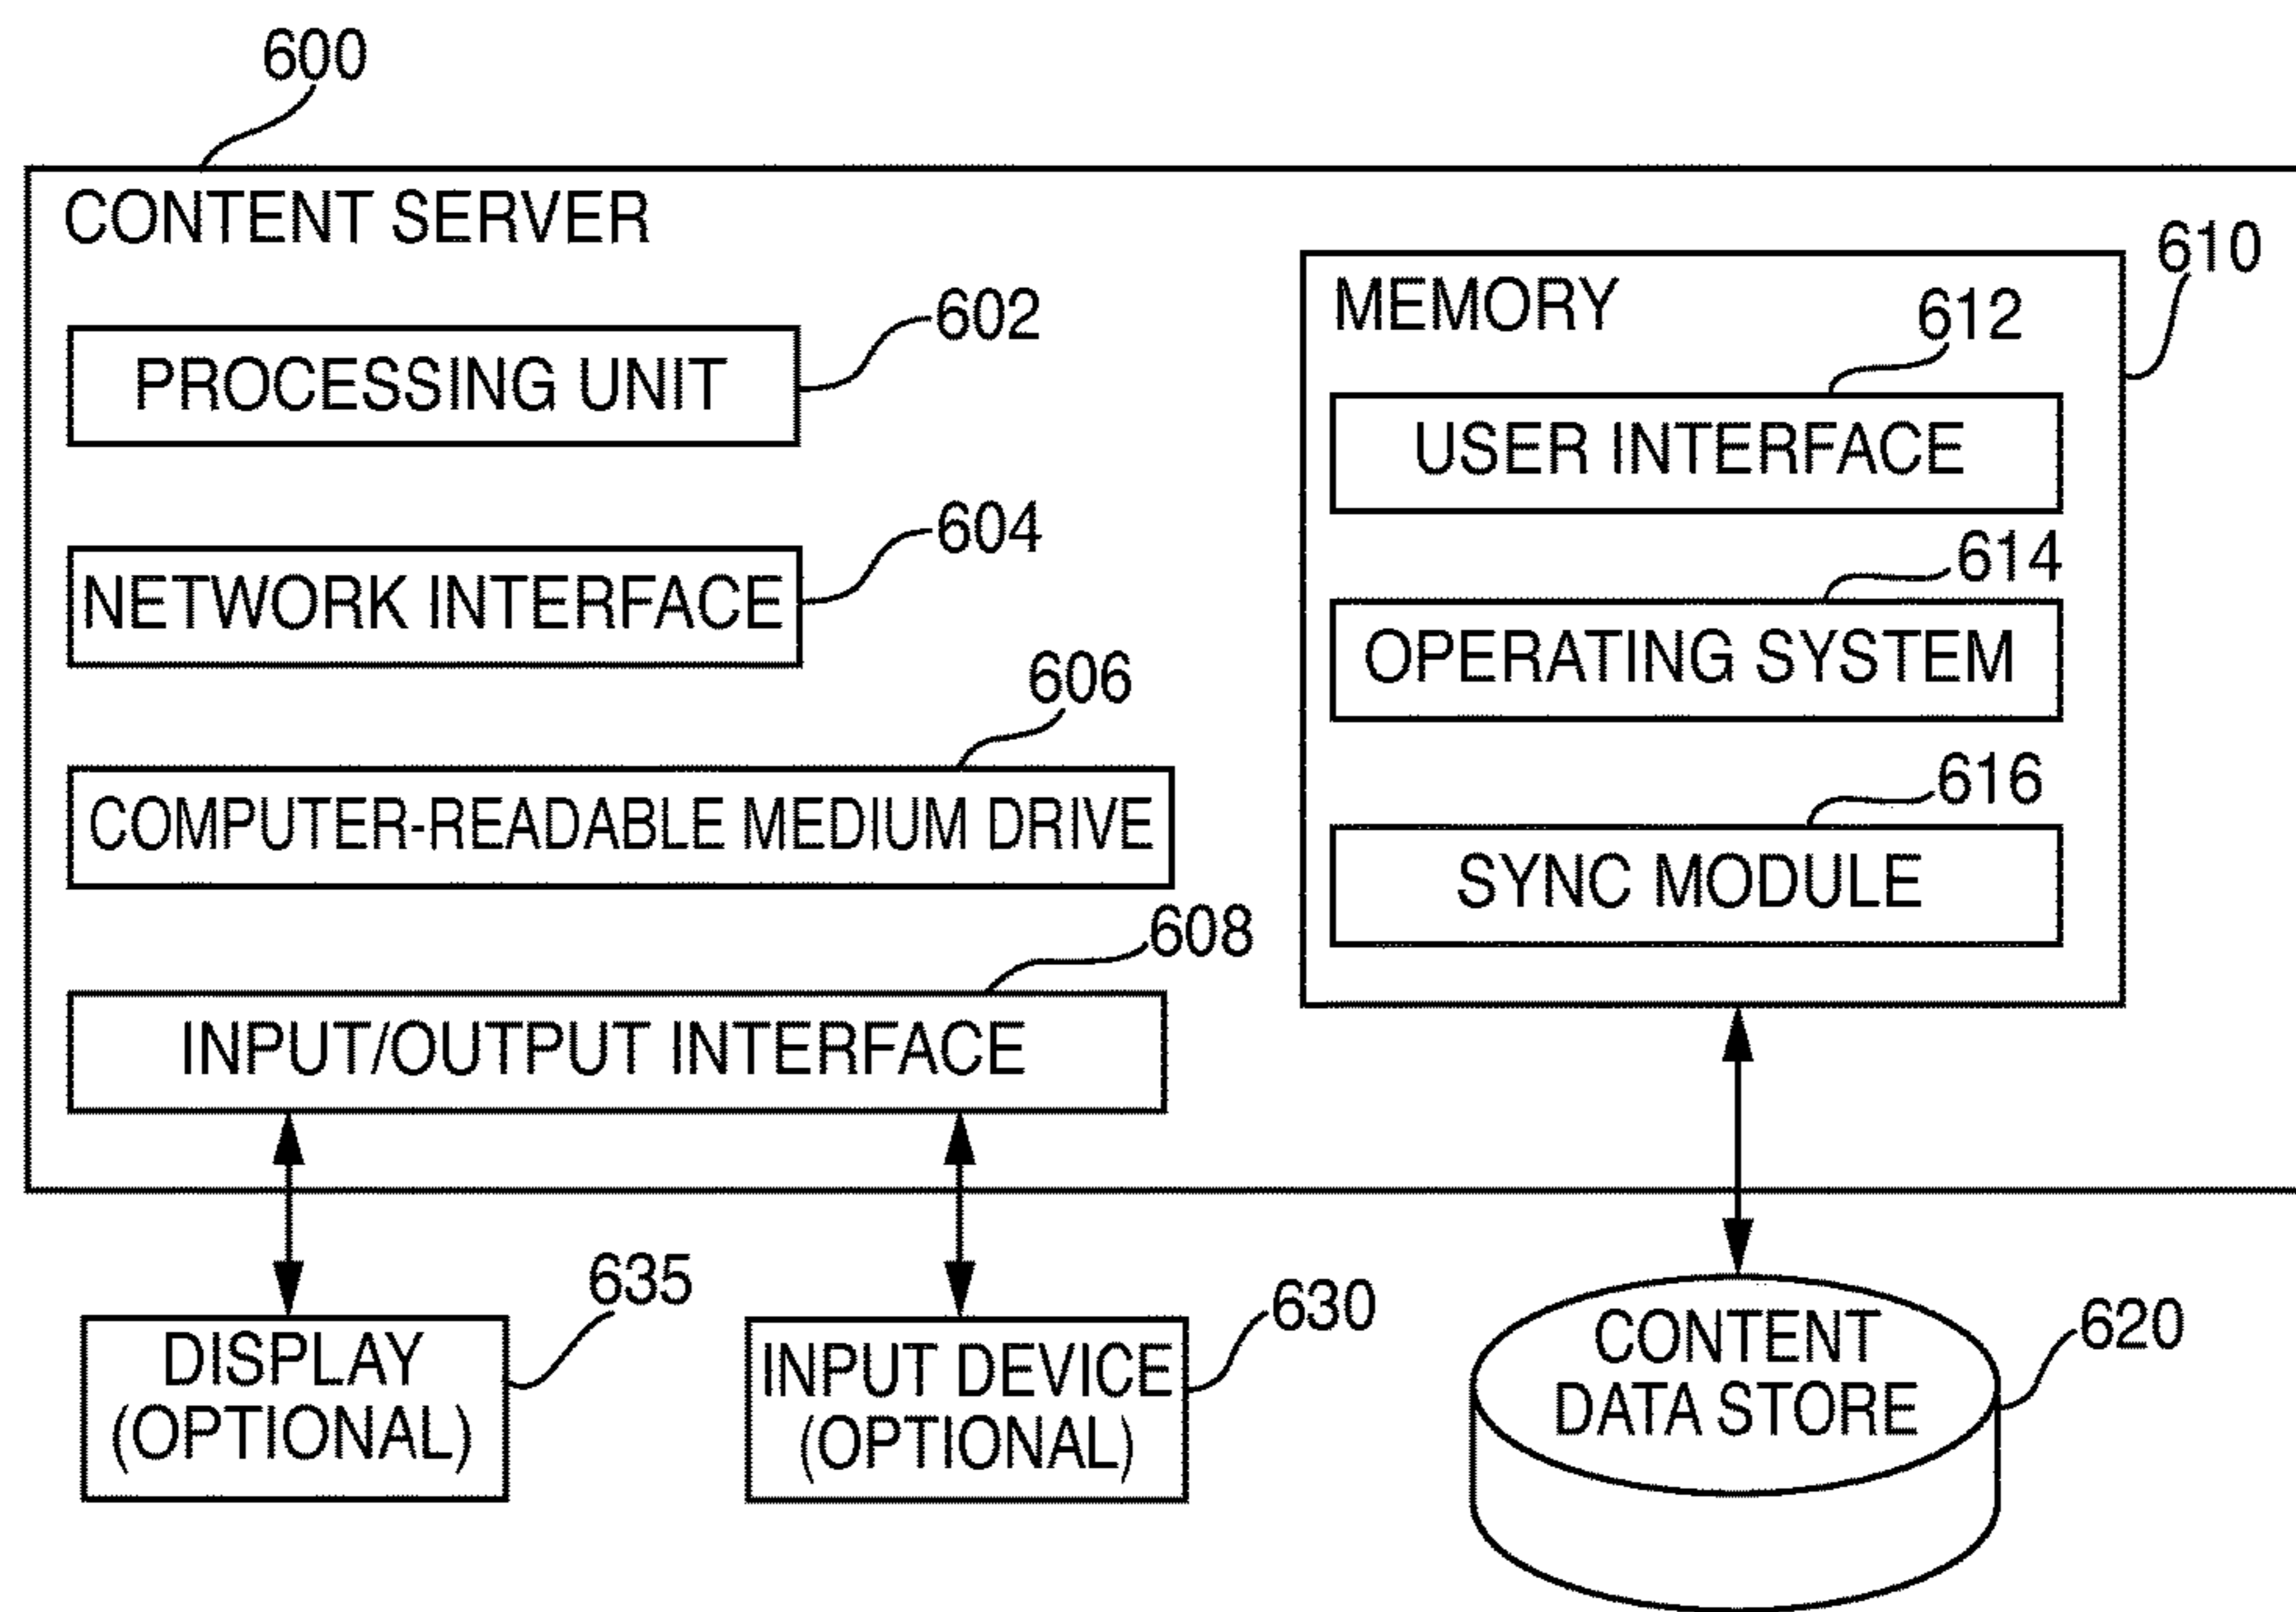 600
CONTENT SERVER
602
PROCESSING UNIT
604
NETWORK INTERFACE
606
COMPUTER-READABLE MEDIUM DRIVE
608
INPUT/OUTPUT INTERFACE
610
MEMORY
612
USER INTERFACE
614
OPERATING SYSTEM
616
SYNC MODULE
635
DISPLAY
(OPTIONAL)
630
INPUT DEVICE
(OPTIONAL)
620
CONTENT
DATA STORE